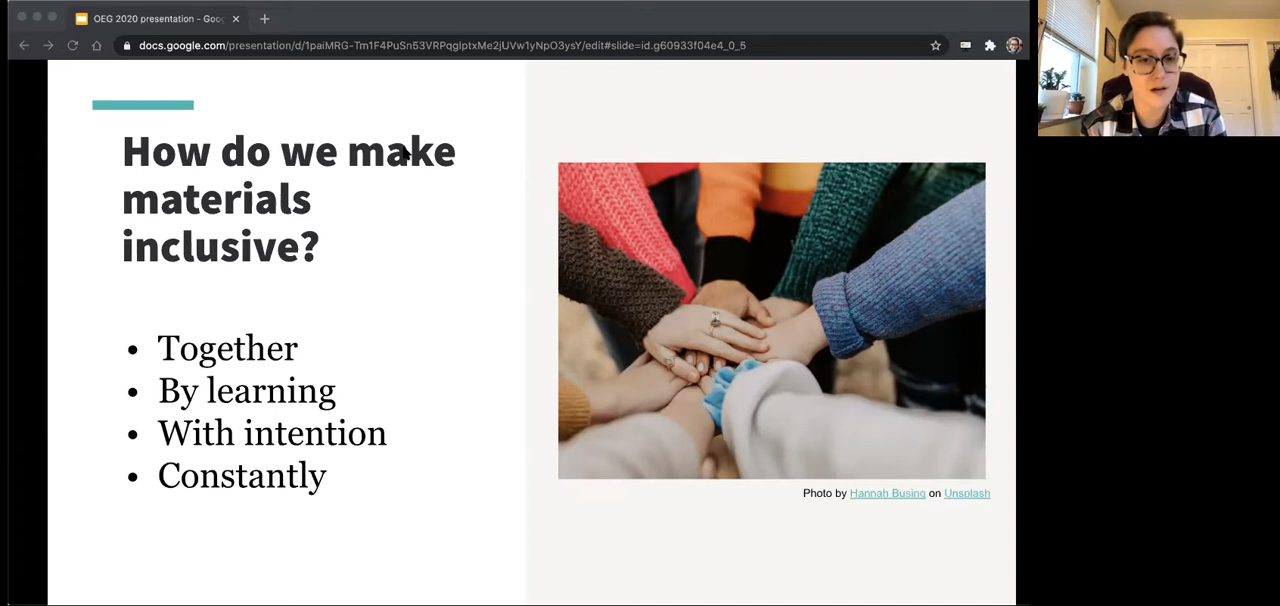 OEG 2020 presentation - Goo
docs.google.com/presentation/d/1paiMRG-Tm1F4PuSn53VRPqglptxMe2jUVw1yNpO3ysY/edit#slide=id.g60933f04e4_0_5
How do we make
materials
inclusive?
• Together
• By learning
• With intention
• Constantly
Photo by Hannah Busing on Unsplash